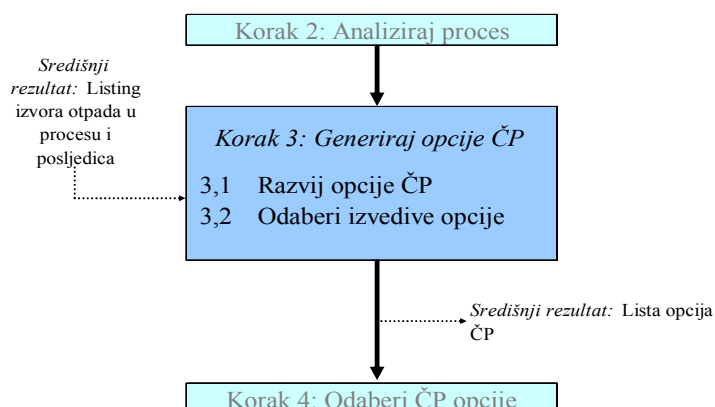 Korak 2: Analiziraj proces
Središnji
rezultat: Listing
izvora otpada u
procesu i
posljedica
Korak 3: Generiraj opcije ČP
3,1 Razvij opcije ČP
3,2 Odaberi izvedive opcije
Središnji rezultat: Lista opcija
ČP
Korak 4: Odaberi ČP opcije